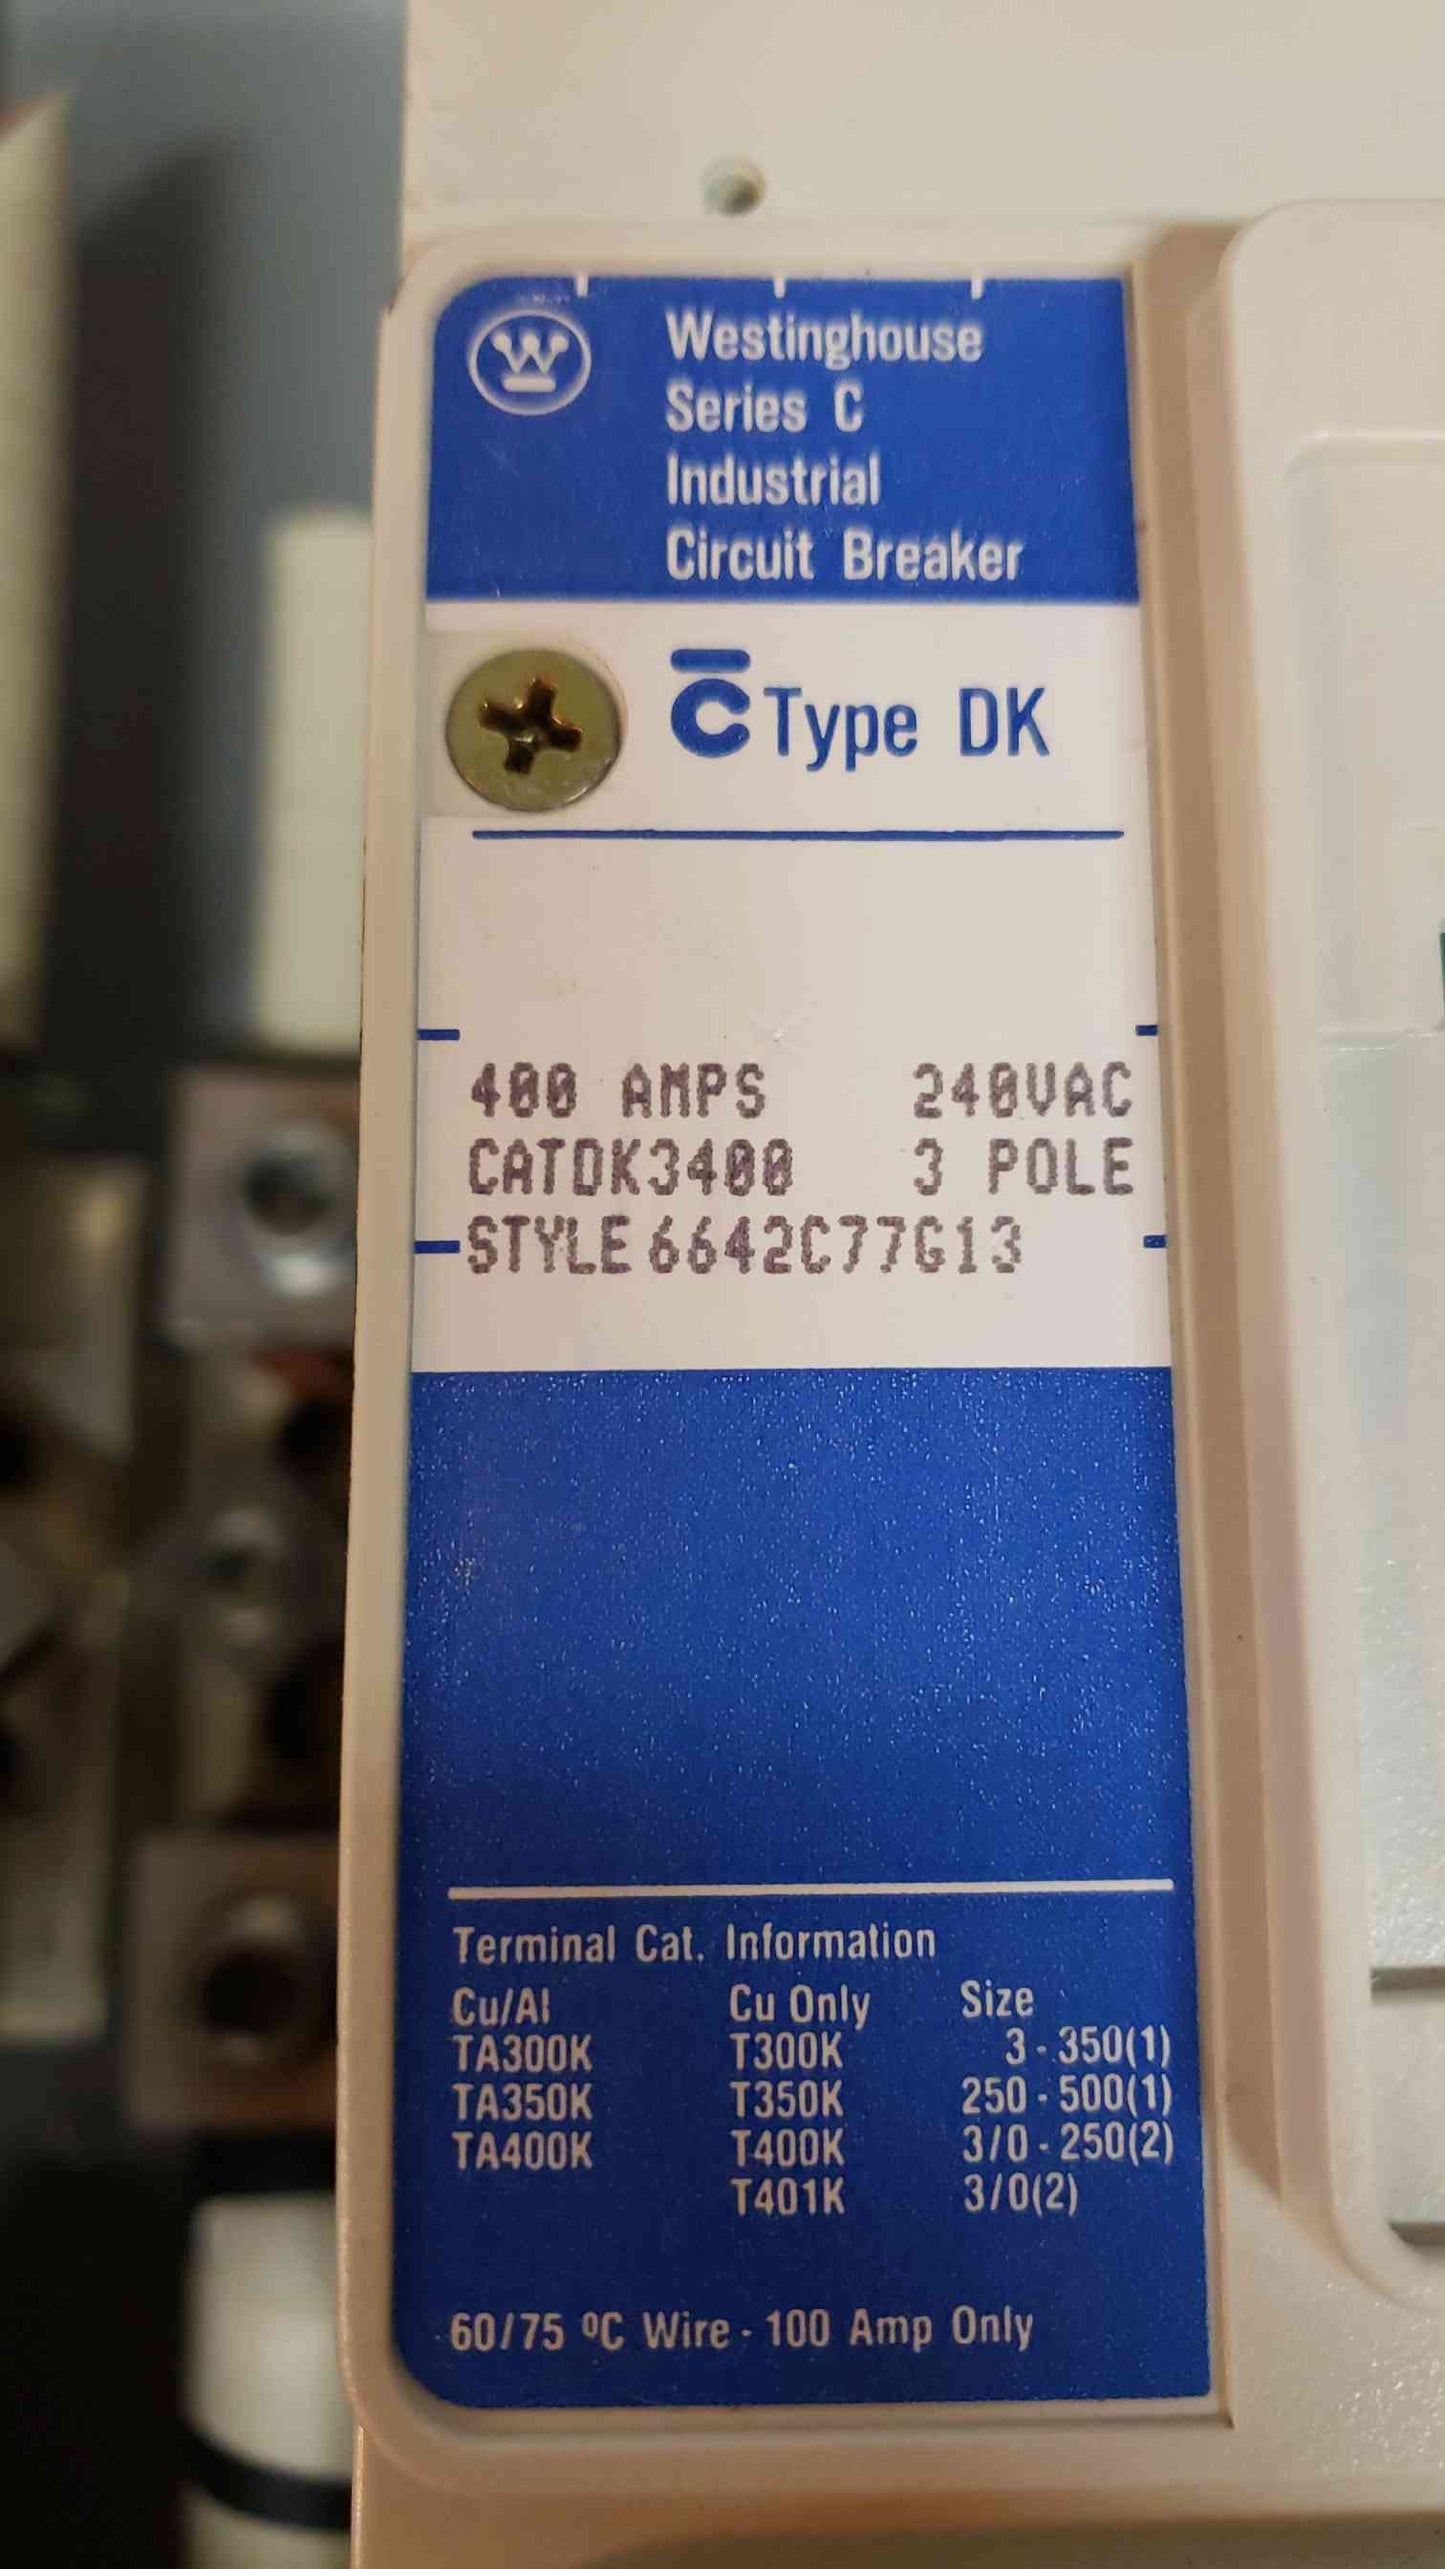 W
Westinghouse
Series C
Industrial
Circuit Breaker
C Type DK
400 AMPS 240VAC
CATDK3400 3 POLE
STYLE6642C77G13
Terminal Cat. Information
Cu/Al Cu Only Size
TA300K T300K 3-350(1)
TA350K T350K 250-500(1)
TA400K T400K 3/0-250(2)
T401K 3/0(2)
60/75 ºC Wire - 100 Amp Only